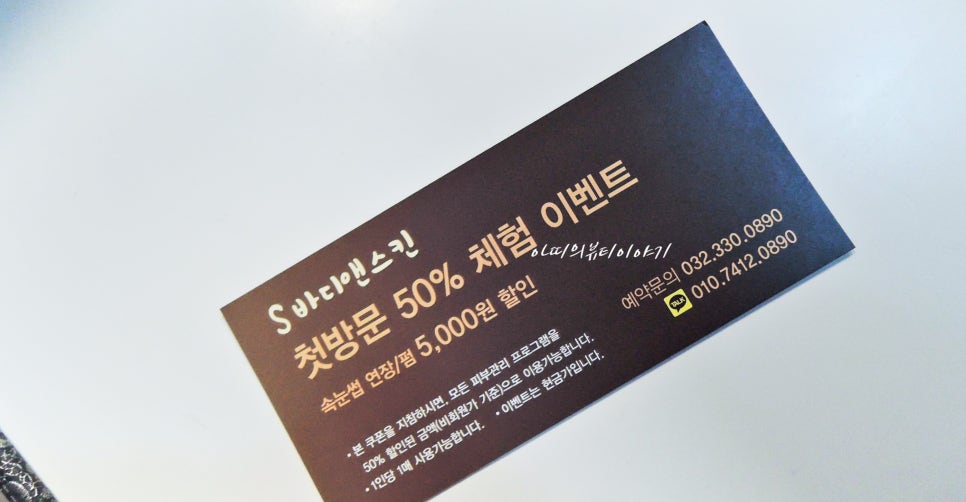 S 바디앤스킨
첫방문 50% 체험 이벤트
아띠의뷰티이야기
속눈썹 연장/펌 5,000원 할인
예약문의 032.330.0890
TALK 010.7412.0890
• 본 쿠폰을 지참하시면, 모든 피부관리 프로그램을
50% 할인된 금액(비회원가 기준)으로 이용가능합니다.
• 1인당 1매 사용가능합니다. • 이벤트는 현금가입니다.